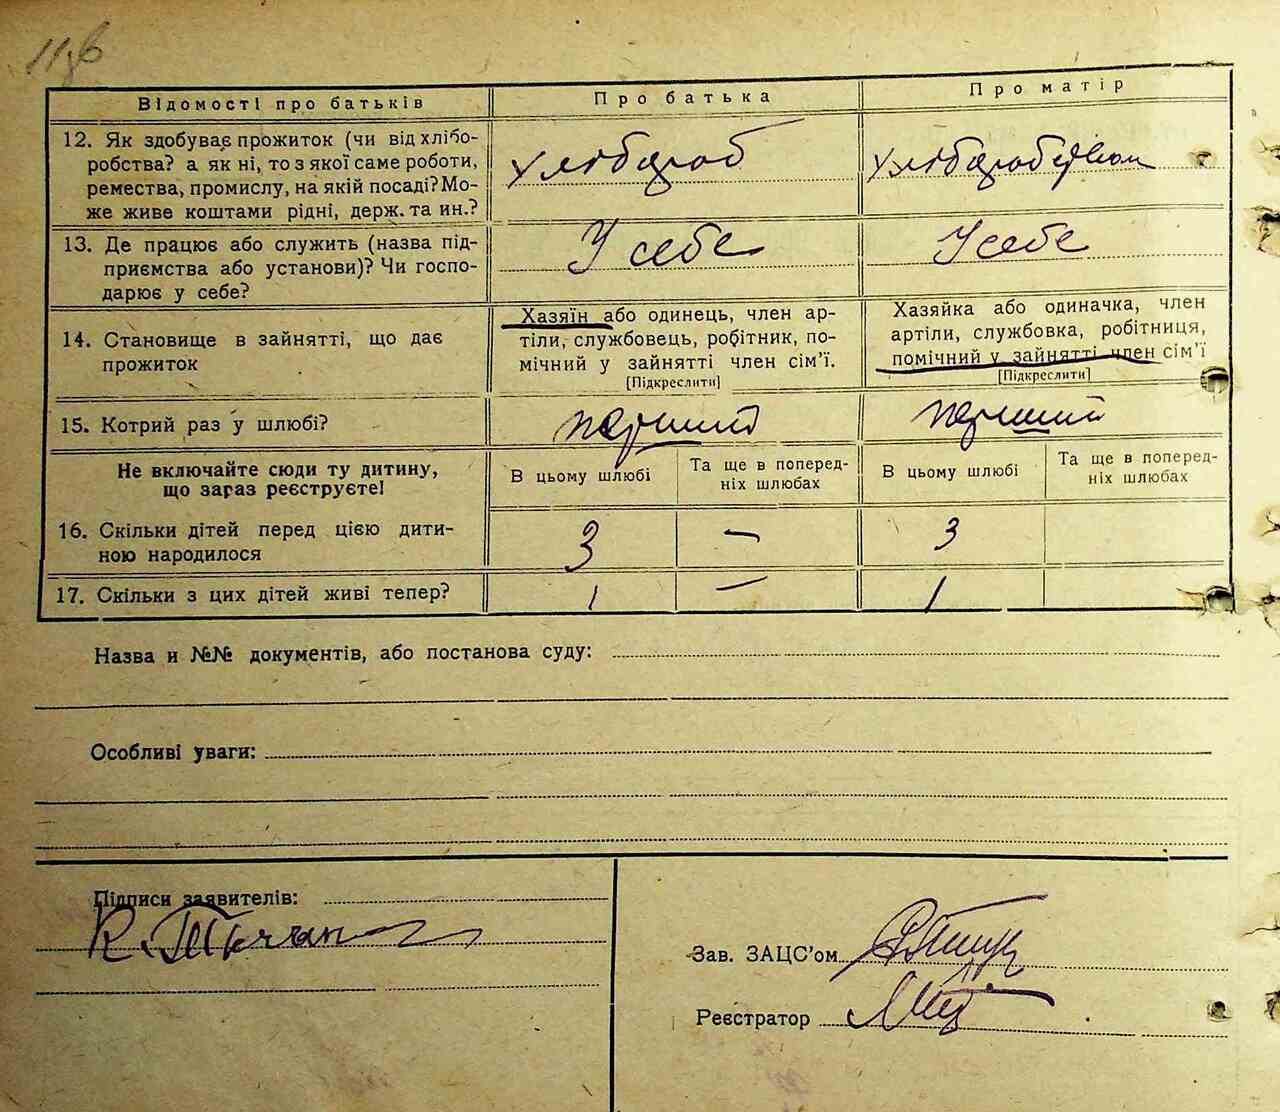 Відомості про батьків
Про батька
Про матір
12. Як здобуває прожиток (чи від хлібо-
робства? а як ні, то з якої саме роботи,
ремества, промислу, на якій посаді? Мо-
же живе коштами рідні, держ. та ин.?
хлібороб
хлібороб
13. Де працює або служить (назва під-
приємства або установи)? Чи госпо-
дарює у себе?
У себе
У себе
14. Становище в зайнятті, що дає
прожиток
Хазяїн або одинець, член ар-
тіли, службовець, робітник, по-
мічний у зайнятті член сім'ї.
[Підкреслити]
Хазяйка або одиначка, член
артіли, службовка, робітниця,
помічний у зайнятті член сім'ї
[Підкреслити]
15. Котрий раз у шлюбі?
перший
перший
Не включайте сюди ту дитину,
що зараз реєструєте!
В цьому шлюбі
Та ще в поперед-
ніх шлюбах
В цьому шлюбі
Та ще в поперед-
ніх шлюбах
16. Скільки дітей перед цією дити-
ною народилося
3
—
3
17. Скільки з цих дітей живі тепер?
1
—
1
Назва и №№ документів, або постанова суду:
Особливі уваги:
Підписи заявителів:
К.
Зав. ЗАЦС'ом
Реєстратор